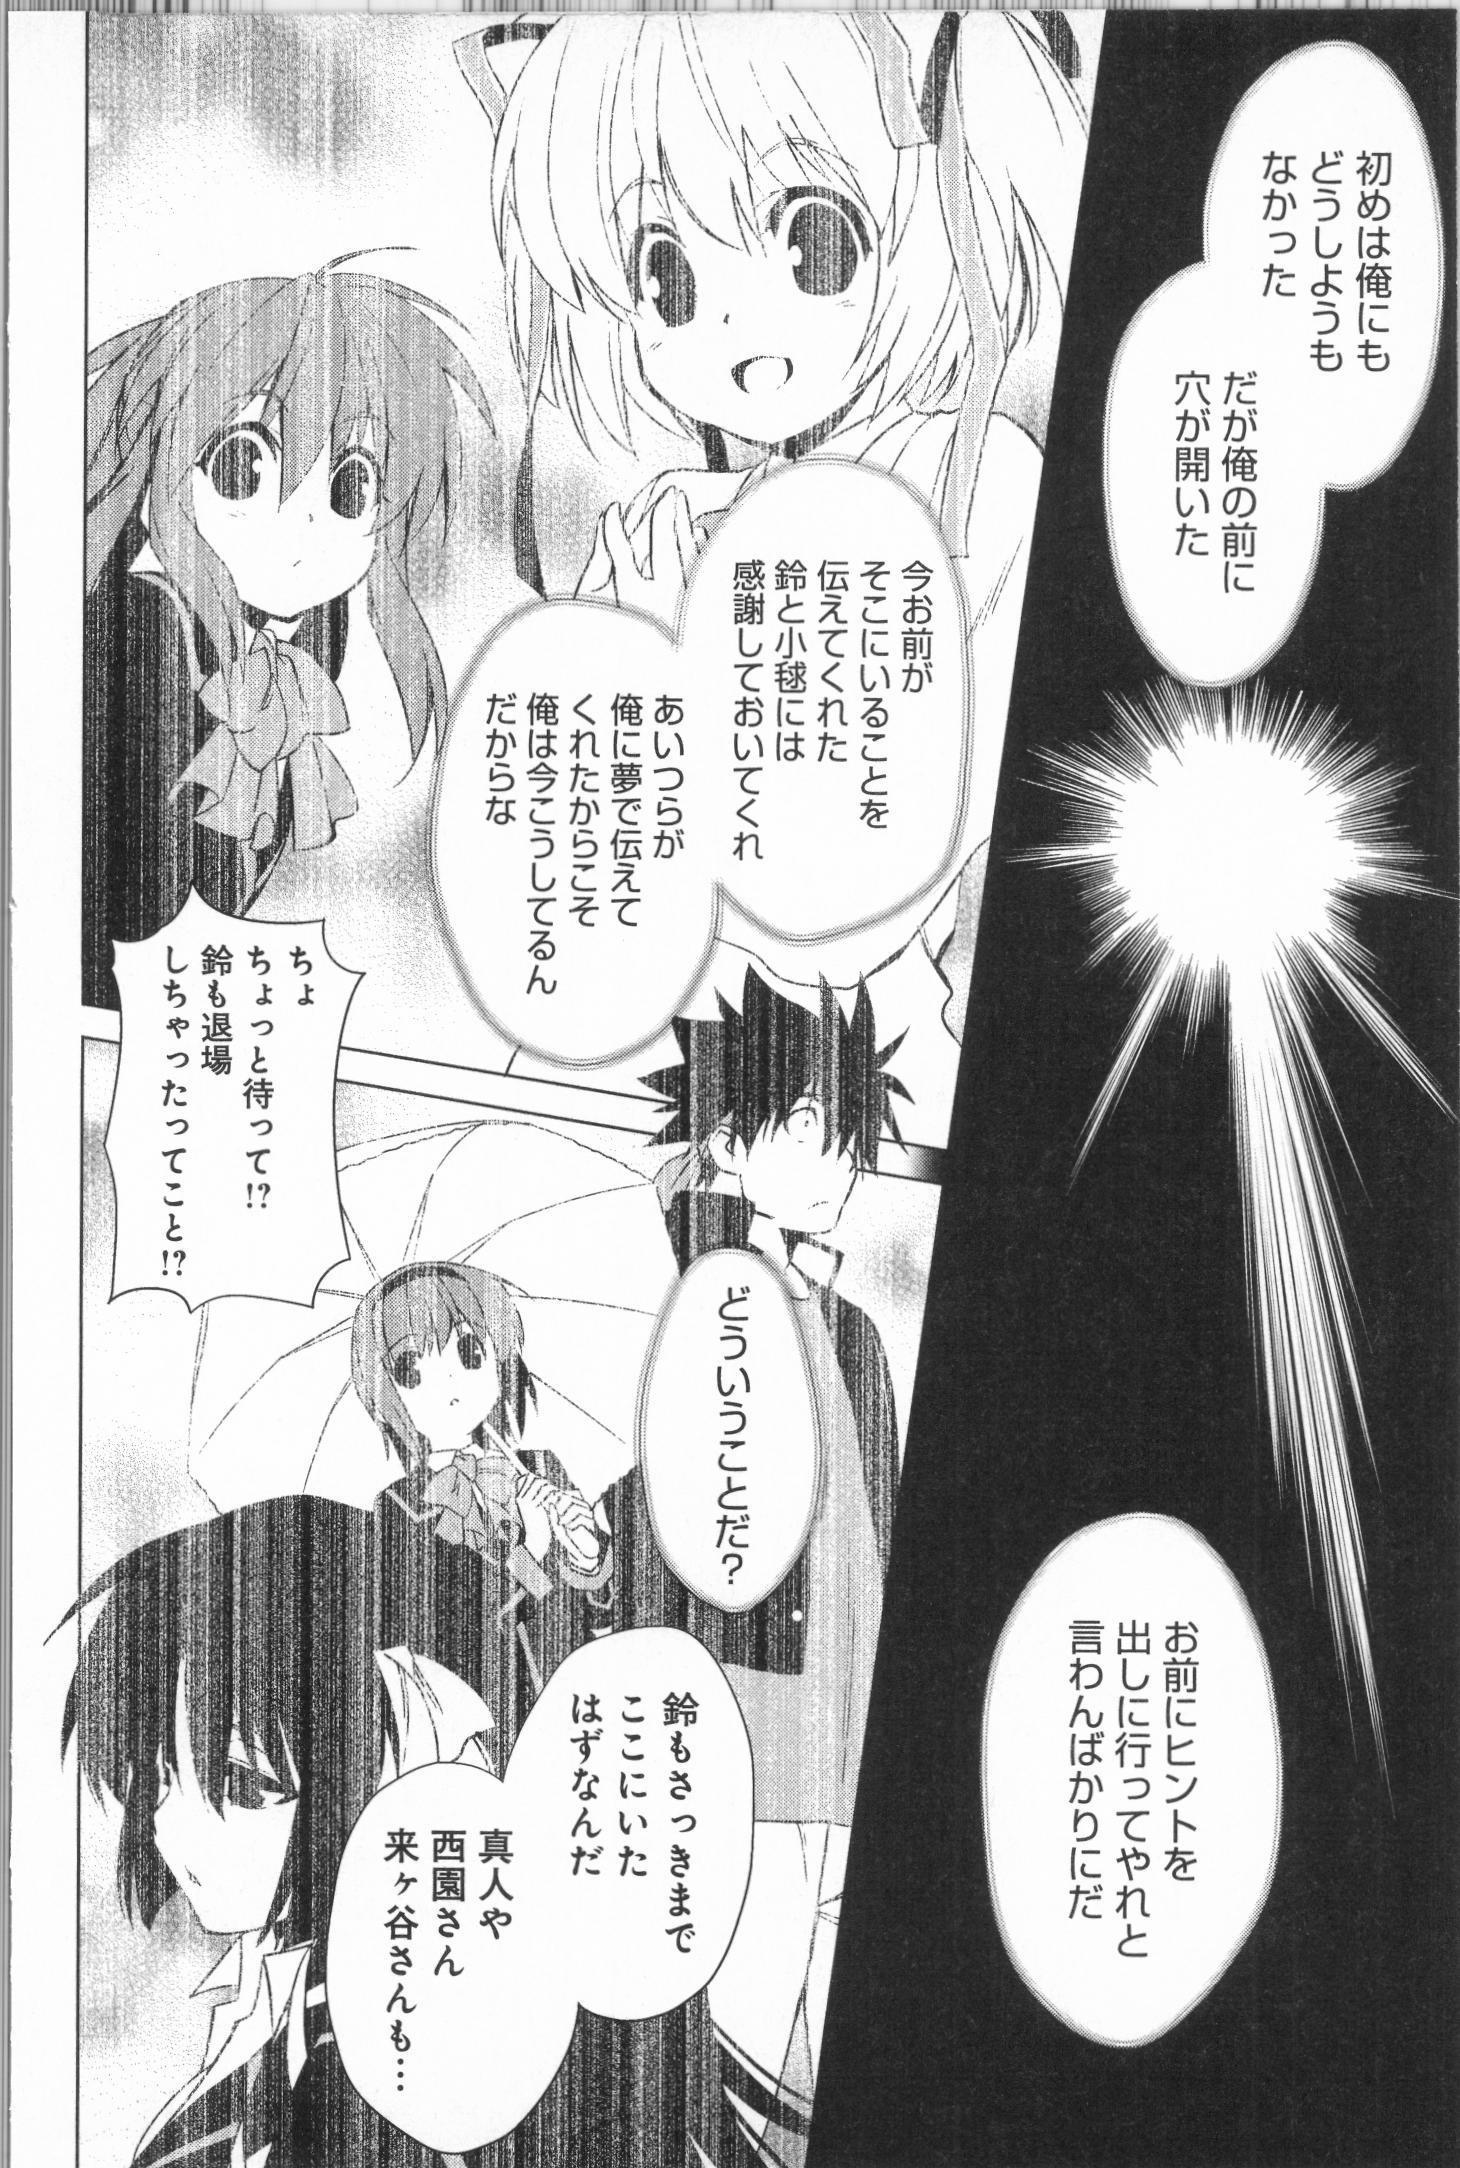 初めは俺にも
どうしようも
なかった
だが俺の前に
穴が開いた
お前にヒントを
出しに行ってやれと
言わんばかりにだ
今お前が
そこにいることを
伝えてくれた
鈴と小毬には
感謝しておいてくれ
あいつらが
俺に夢で伝えて
くれたからこそ
俺は今こうしてるん
だからな
ちょ
ちょっと待って!?
鈴も退場
しちゃったってこと!?
どういうことだ?
鈴もさっきまで
ここにいた
はずなんだ
真人や
西園さん
来ヶ谷さんも…